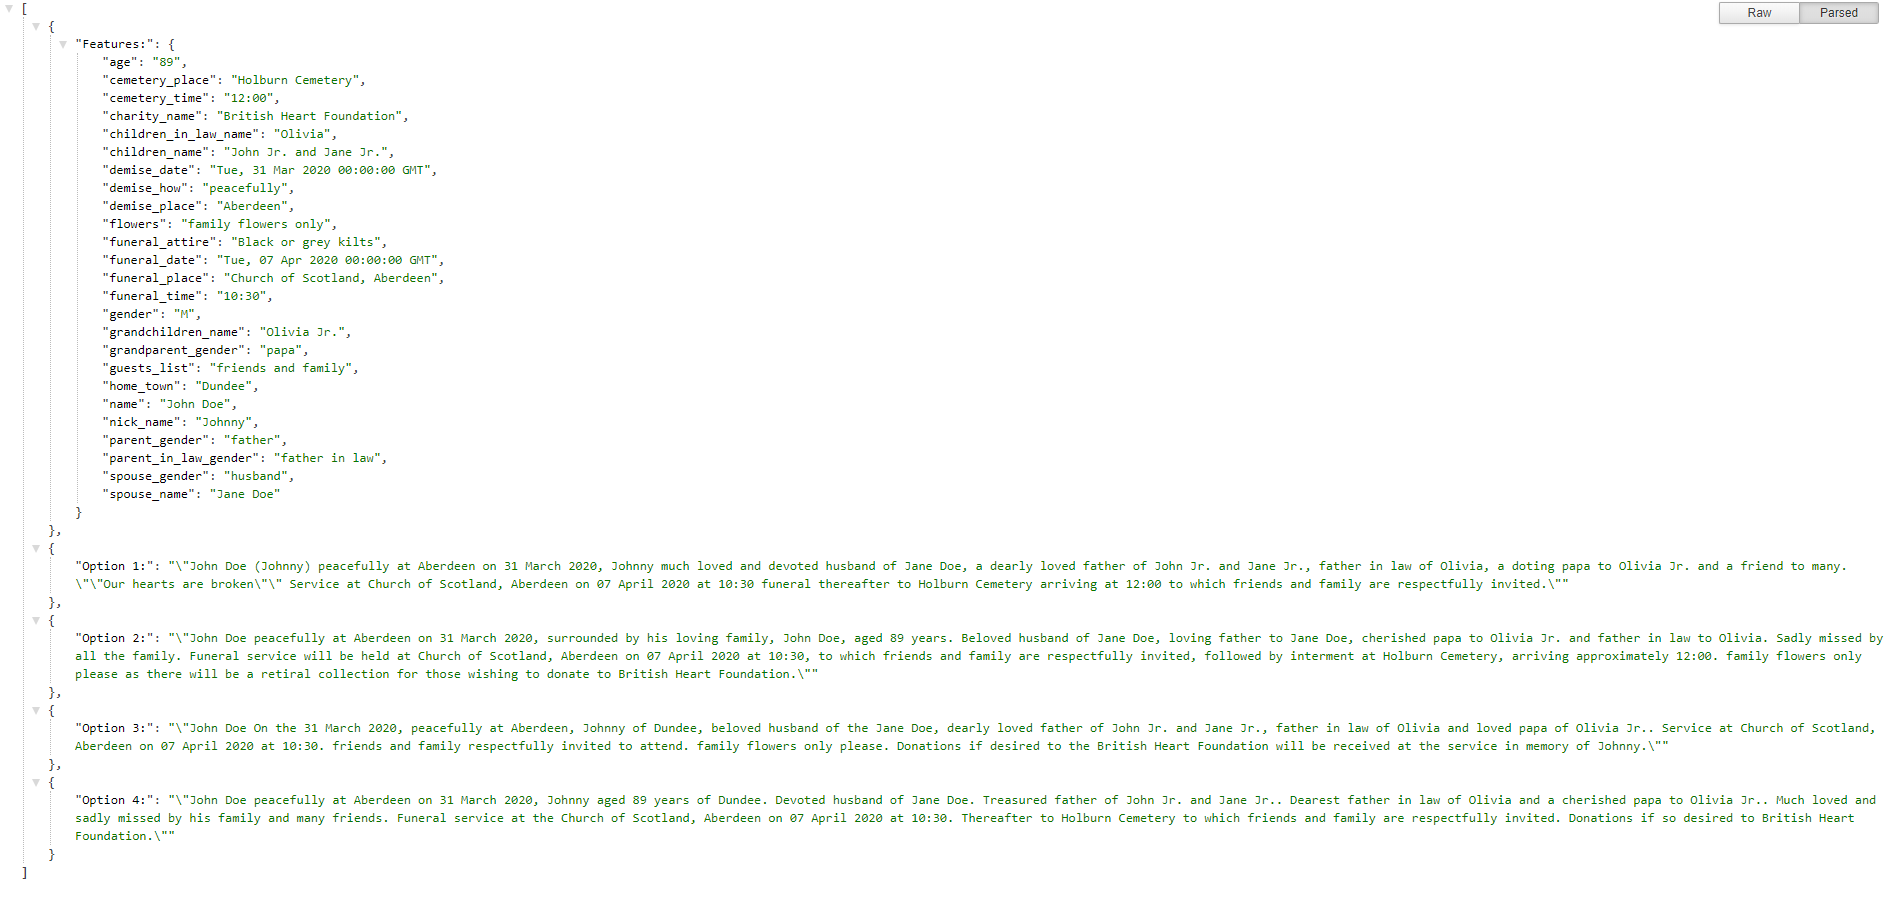 [
Raw Parsed
{
"Features:": {
"age": "89",
"cemetery_place": "Holburn Cemetery",
"cemetery_time": "12:00",
"charity_name": "British Heart Foundation",
"children_in_law_name": "Olivia",
"children_name": "John Jr. and Jane Jr.",
"demise_date": "Tue, 31 Mar 2020 00:00:00 GMT",
"demise_how": "peacefully",
"demise_place": "Aberdeen",
"flowers": "family flowers only",
"funeral_attire": "Black or grey kilts",
"funeral_date": "Tue, 07 Apr 2020 00:00:00 GMT",
"funeral_place": "Church of Scotland, Aberdeen",
"funeral_time": "10:30",
"gender": "M",
"grandchildren_name": "Olivia Jr.",
"grandparent_gender": "papa",
"guests_list": "friends and family",
"home_town": "Dundee",
"name": "John Doe",
"nick_name": "Johnny",
"parent_gender": "father",
"parent_in_law_gender": "father in law",
"spouse_gender": "husband",
"spouse_name": "Jane Doe"
}
},
{
"Option 1:": "\"John Doe (Johnny) peacefully at Aberdeen on 31 March 2020, Johnny much loved and devoted husband of Jane Doe, a dearly loved father of John Jr. and Jane Jr., father in law of Olivia, a doting papa to Olivia Jr. and a friend to many.
\"\"Our hearts are broken\"\" Service at Church of Scotland, Aberdeen on 07 April 2020 at 10:30 funeral thereafter to Holburn Cemetery arriving at 12:00 to which friends and family are respectfully invited.\""
},
{
"Option 2:": "\"John Doe peacefully at Aberdeen on 31 March 2020, surrounded by his loving family, John Doe, aged 89 years. Beloved husband of Jane Doe, loving father to Jane Doe, cherished papa to Olivia Jr. and father in law to Olivia. Sadly missed by
all the family. Funeral service will be held at Church of Scotland, Aberdeen on 07 April 2020 at 10:30, to which friends and family are respectfully invited, followed by interment at Holburn Cemetery, arriving approximately 12:00. family flowers only
please as there will be a retiral collection for those wishing to donate to British Heart Foundation.\""
},
{
"Option 3:": "\"John Doe On the 31 March 2020, peacefully at Aberdeen, Johnny of Dundee, beloved husband of the Jane Doe, dearly loved father of John Jr. and Jane Jr., father in law of Olivia and loved papa of Olivia Jr.. Service at Church of Scotland,
Aberdeen on 07 April 2020 at 10:30. friends and family respectfully invited to attend. family flowers only please. Donations if desired to the British Heart Foundation will be received at the service in memory of Johnny.\""
},
{
"Option 4:": "\"John Doe peacefully at Aberdeen on 31 March 2020, Johnny aged 89 years of Dundee. Devoted husband of Jane Doe. Treasured father of John Jr. and Jane Jr.. Dearest father in law of Olivia and a cherished papa to Olivia Jr.. Much loved and
sadly missed by his family and many friends. Funeral service at the Church of Scotland, Aberdeen on 07 April 2020 at 10:30. Thereafter to Holburn Cemetery to which friends and family are respectfully invited. Donations if so desired to British Heart
Foundation.\""
}
]